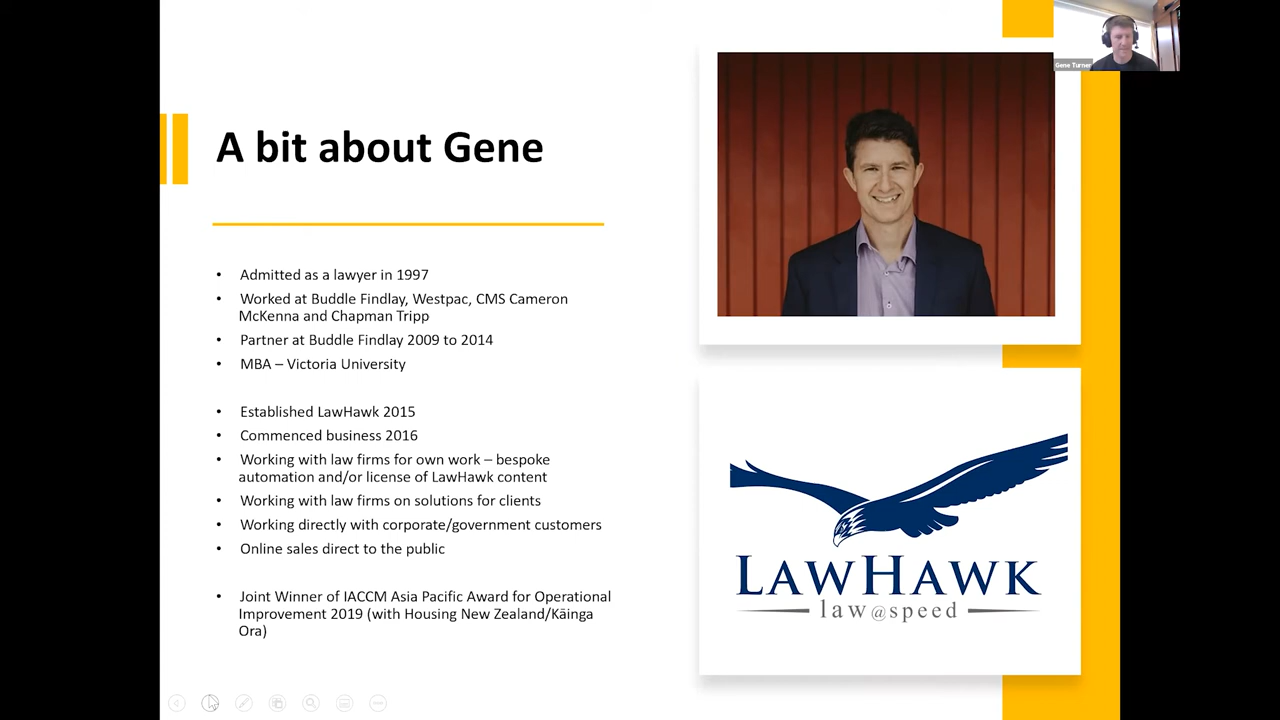 Gene Turner
A bit about Gene
• Admitted as a lawyer in 1997
• Worked at Buddle Findlay, Westpac, CMS Cameron
McKenna and Chapman Tripp
• Partner at Buddle Findlay 2009 to 2014
• MBA – Victoria University
• Established LawHawk 2015
• Commenced business 2016
• Working with law firms for own work – bespoke
automation and/or license of LawHawk content
• Working with law firms on solutions for clients
• Working directly with corporate/government customers
• Online sales direct to the public
• Joint Winner of IACCM Asia Pacific Award for Operational
Improvement 2019 (with Housing New Zealand/Käinga
Ora)
LAWHAWK
law@speed